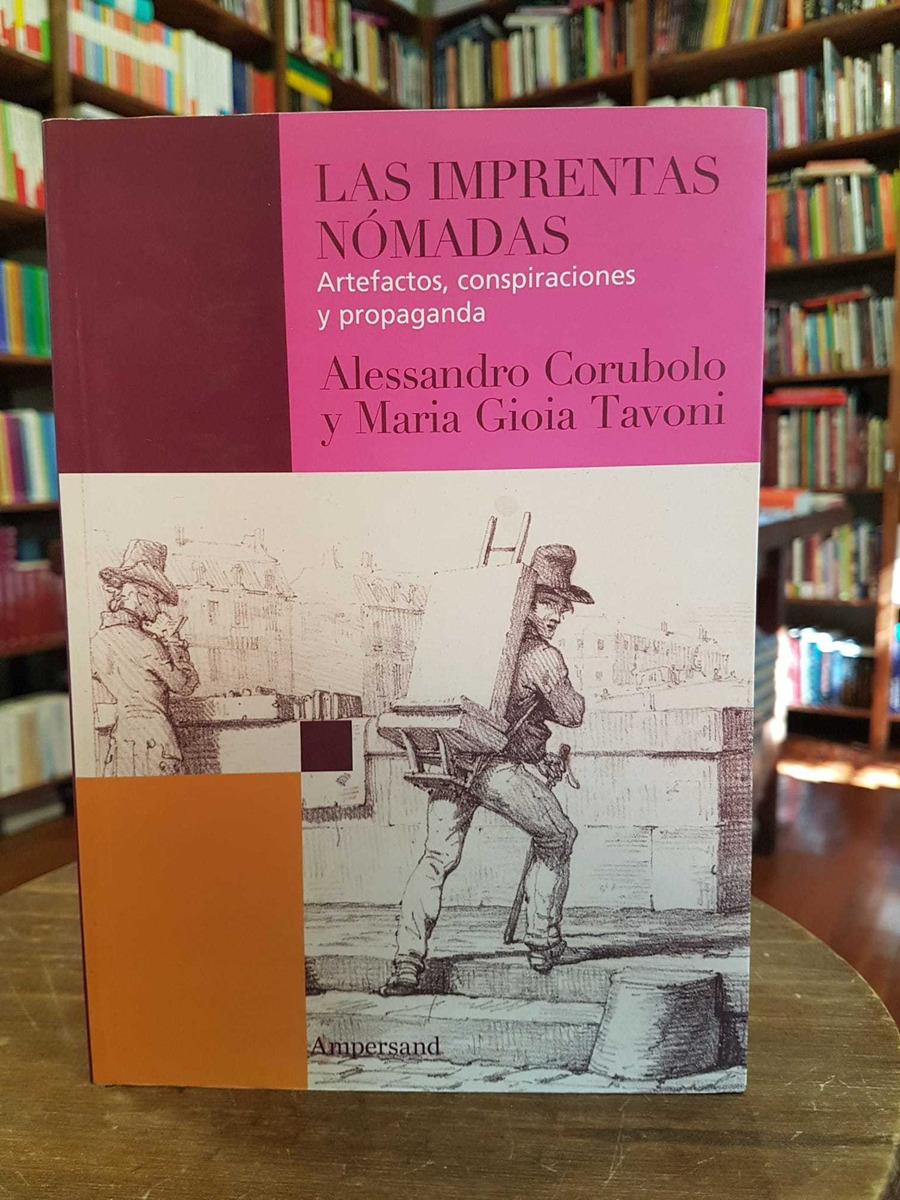 LAS IMPRENTAS
NÓMADAS
Artefactos, conspiraciones
y propaganda
Alessandro Corubolo
y Maria Gioia Tavoni
Ampersand